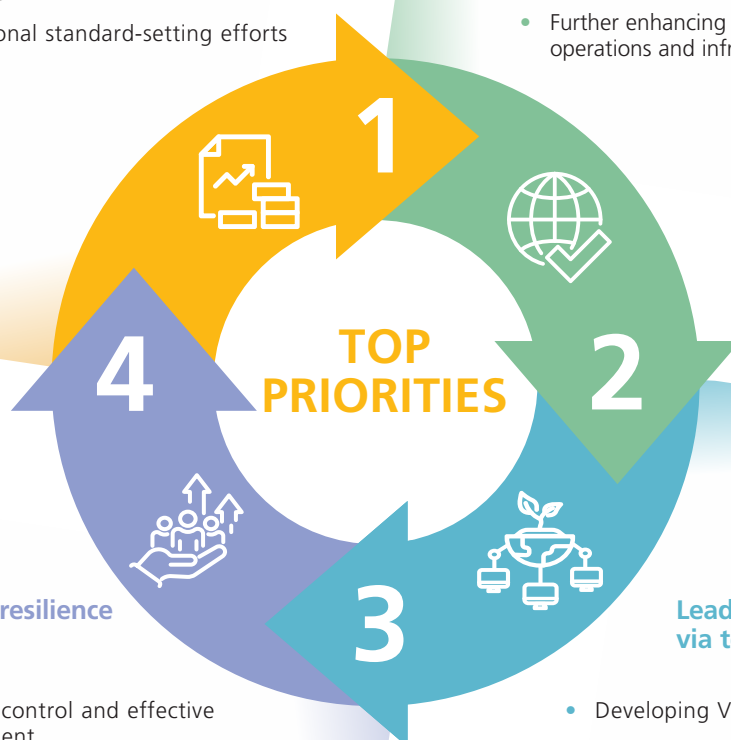 onal standard-setting efforts
• Further enhancing
operations and infr
1
TOP
PRIORITIES
2
4
resilience
control and effective
ent
3
Lead
via t
• Developing V